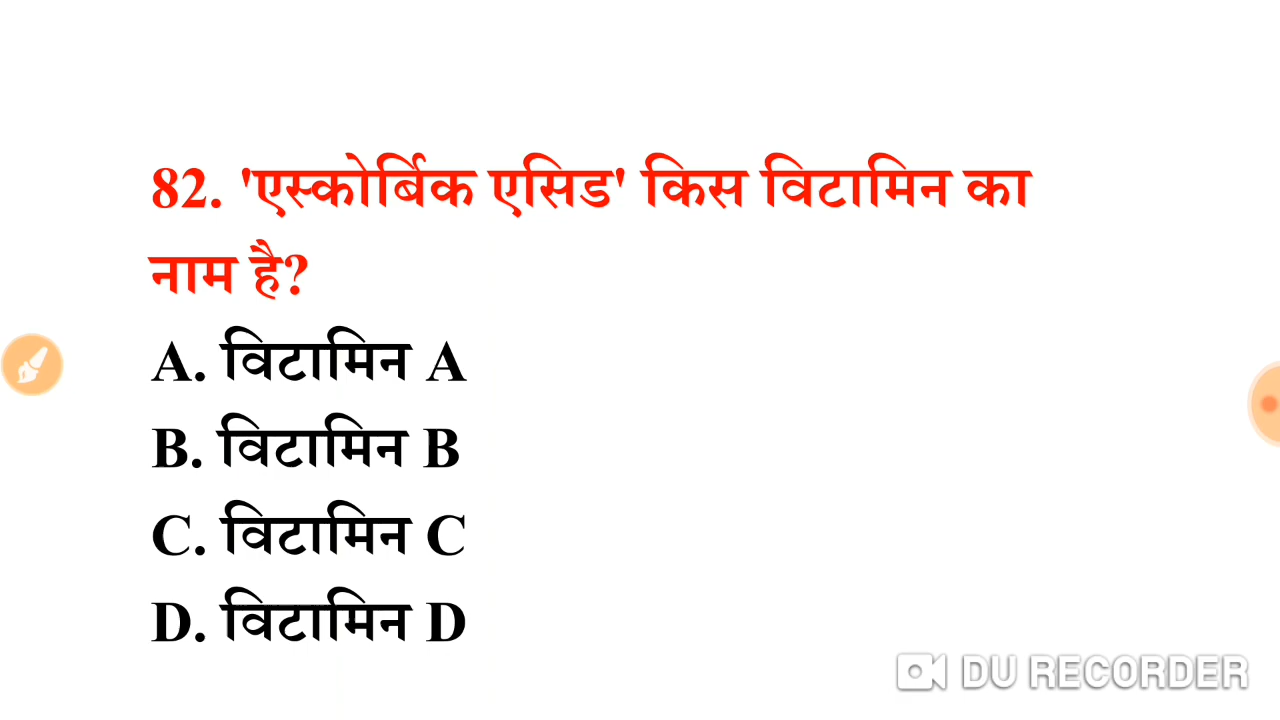 82. 'एस्कोर्बिक एसिड' किस विटामिन का
नाम है?
A. विटामिन A
B. विटामिन B
C. विटामिन C
D. विटामिन D
DU RECORDER